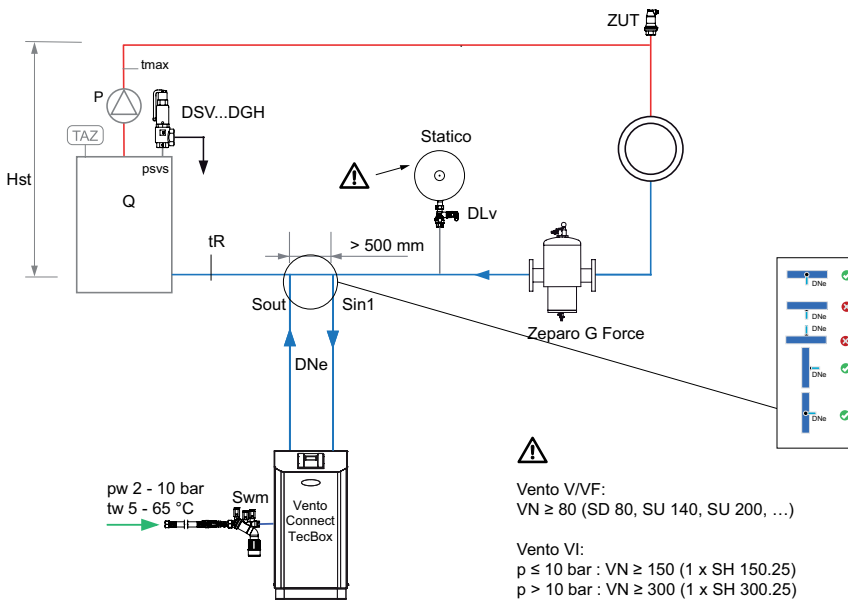 ZUT
tmax
P
DSV...DGH
TAZ
psvs
Hst
Q
Statico
DLv
tR
> 500 mm
Sout
Sin1
Zeparo G Force
DNe
DNe
DNe
DNe
DNe
DNe
pw 2 - 10 bar
tw 5 - 65 °C
Swm
Vento
Connect
TecBox
Vento V/VF:
VN ≥ 80 (SD 80, SU 140, SU 200, …)
Vento VI:
p ≤ 10 bar : VN ≥ 150 (1 x SH 150.25)
p > 10 bar : VN ≥ 300 (1 x SH 300.25)